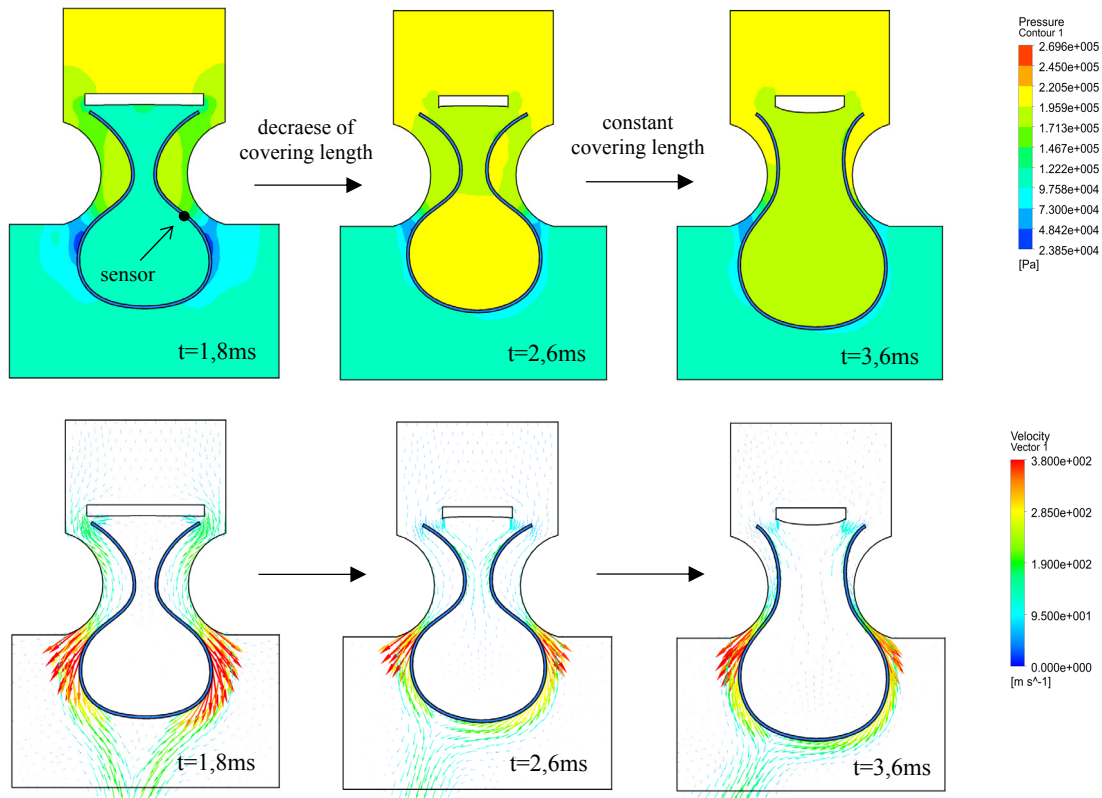 decraese of
covering length
constant
covering length
sensor
t=1,8ms
t=2,6ms
t=3,6ms
Pressure
Contour 1
2.696e+005
2.450e+005
2.205e+005
1.959e+005
1.713e+005
1.467e+005
1.222e+005
9.758e+004
7.300e+004
4.842e+004
2.385e+004
[Pa]
t=1,8ms
t=2,6ms
t=3,6ms
Velocity
Vector 1
3.800e+002
2.850e+002
1.900e+002
9.500e+001
0.000e+000
[m s^-1]